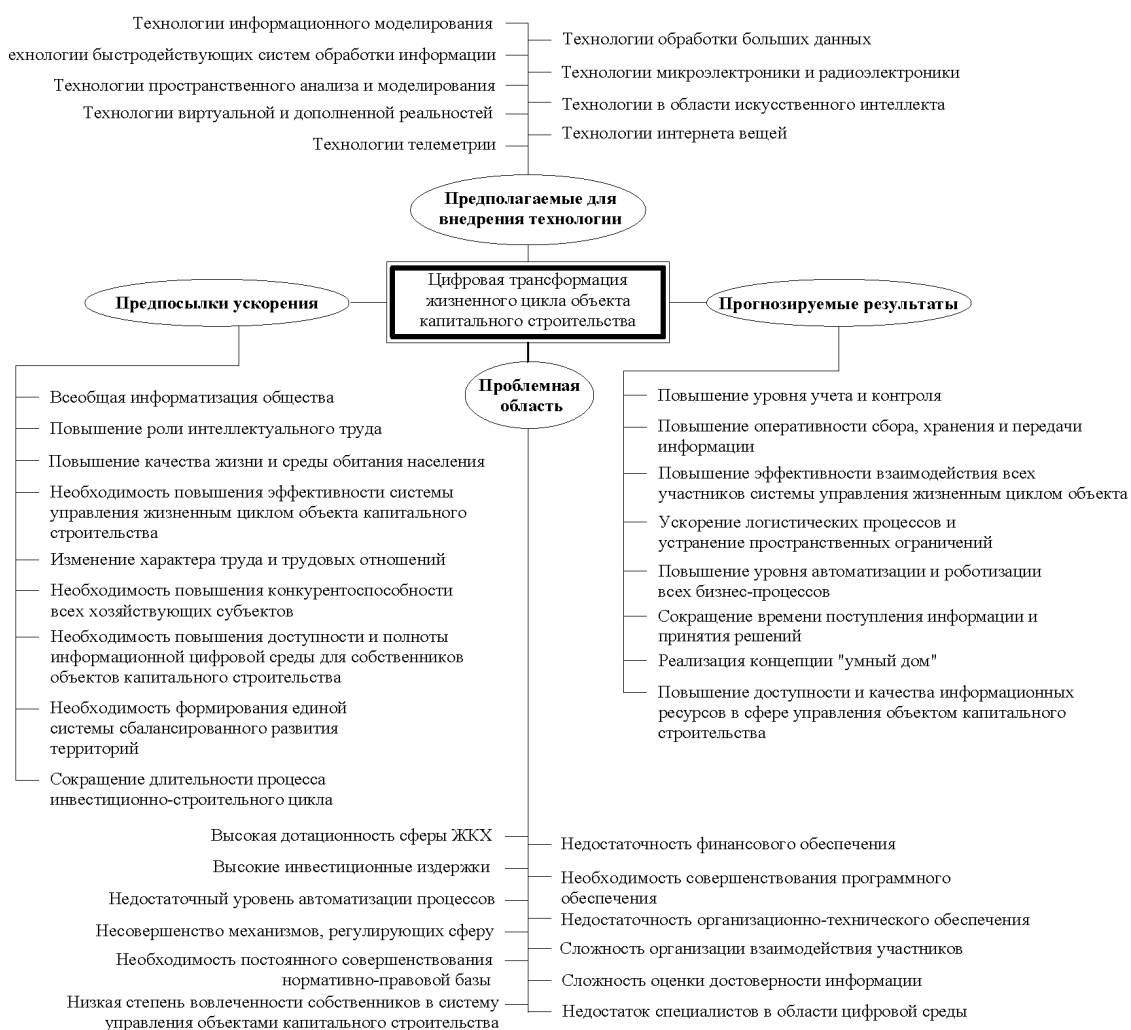 Технологии информационного моделирования
ехнологии быстродействующих систем обработки информации
Технологии пространственного анализа и моделирования
Технологии виртуальной и дополненной реальностей
Технологии телеметрии
Технологии обработки больших данных
Технологии микроэлектроники и радиоэлектроники
Технологии в области искусственного интеллекта
Технологии интернета вещей
Предполагаемые для
внедрения технологии
Цифровая трансформация
жизненного цикла объекта
капитального строительства
Предпосылки ускорения
Всеобщая информатизация общества
Повышение роли интеллектуального труда
Повышение качества жизни и среды обитания населения
Необходимость повышения эффективности системы
управления жизненным циклом объекта капитального
строительства
Изменение характера труда и трудовых отношений
Необходимость повышения конкурентоспособности
всех хозяйствующих субъектов
Необходимость повышения доступности и полноты
информационной цифровой среды для собственников
объектов капитального строительства
Необходимость формирования единой
системы сбалансированного развития
территорий
Сокращение длительности процесса
инвестиционно-строительного цикла
Прогнозируемые результаты
Повышение уровня учета и контроля
Повышение оперативности сбора, хранения и передачи
информации
Повышение эффективности взаимодействия всех
участников системы управления жизненным циклом объекта
Ускорение логистических процессов и
устранение пространственных ограничений
Повышение уровня автоматизации и роботизации
всех бизнес-процессов
Сокращение времени поступления информации и
принятия решений
Реализация концепции "умный дом"
Повышение доступности и качества информационных
ресурсов в сфере управления объектом капитального
строительства
Проблемная
область
Высокая дотационность сферы ЖКХ
Высокие инвестиционные издержки
Недостаточный уровень автоматизации процессов
Несовершенство механизмов, регулирующих сферу
Необходимость постоянного совершенствования
нормативно-правовой базы
Низкая степень вовлеченности собственников в систему
управления объектами капитального строительства
Недостаточность финансового обеспечения
Необходимость совершенствования программного
обеспечения
Недостаточность организационно-технического обеспечения
Сложность организации взаимодействия участников
Сложность оценки достоверности информации
Недостаток специалистов в области цифровой среды